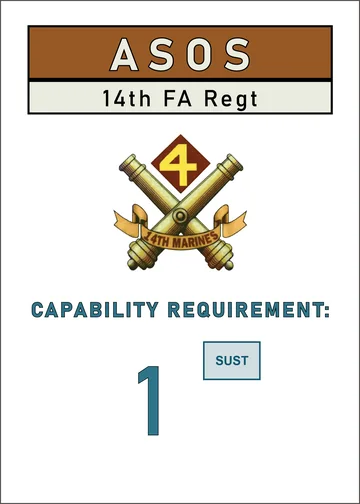 ASOS
14th FA Regt
4
14TH MARINES
CAPABILITY REQUIREMENT:
SUST
1